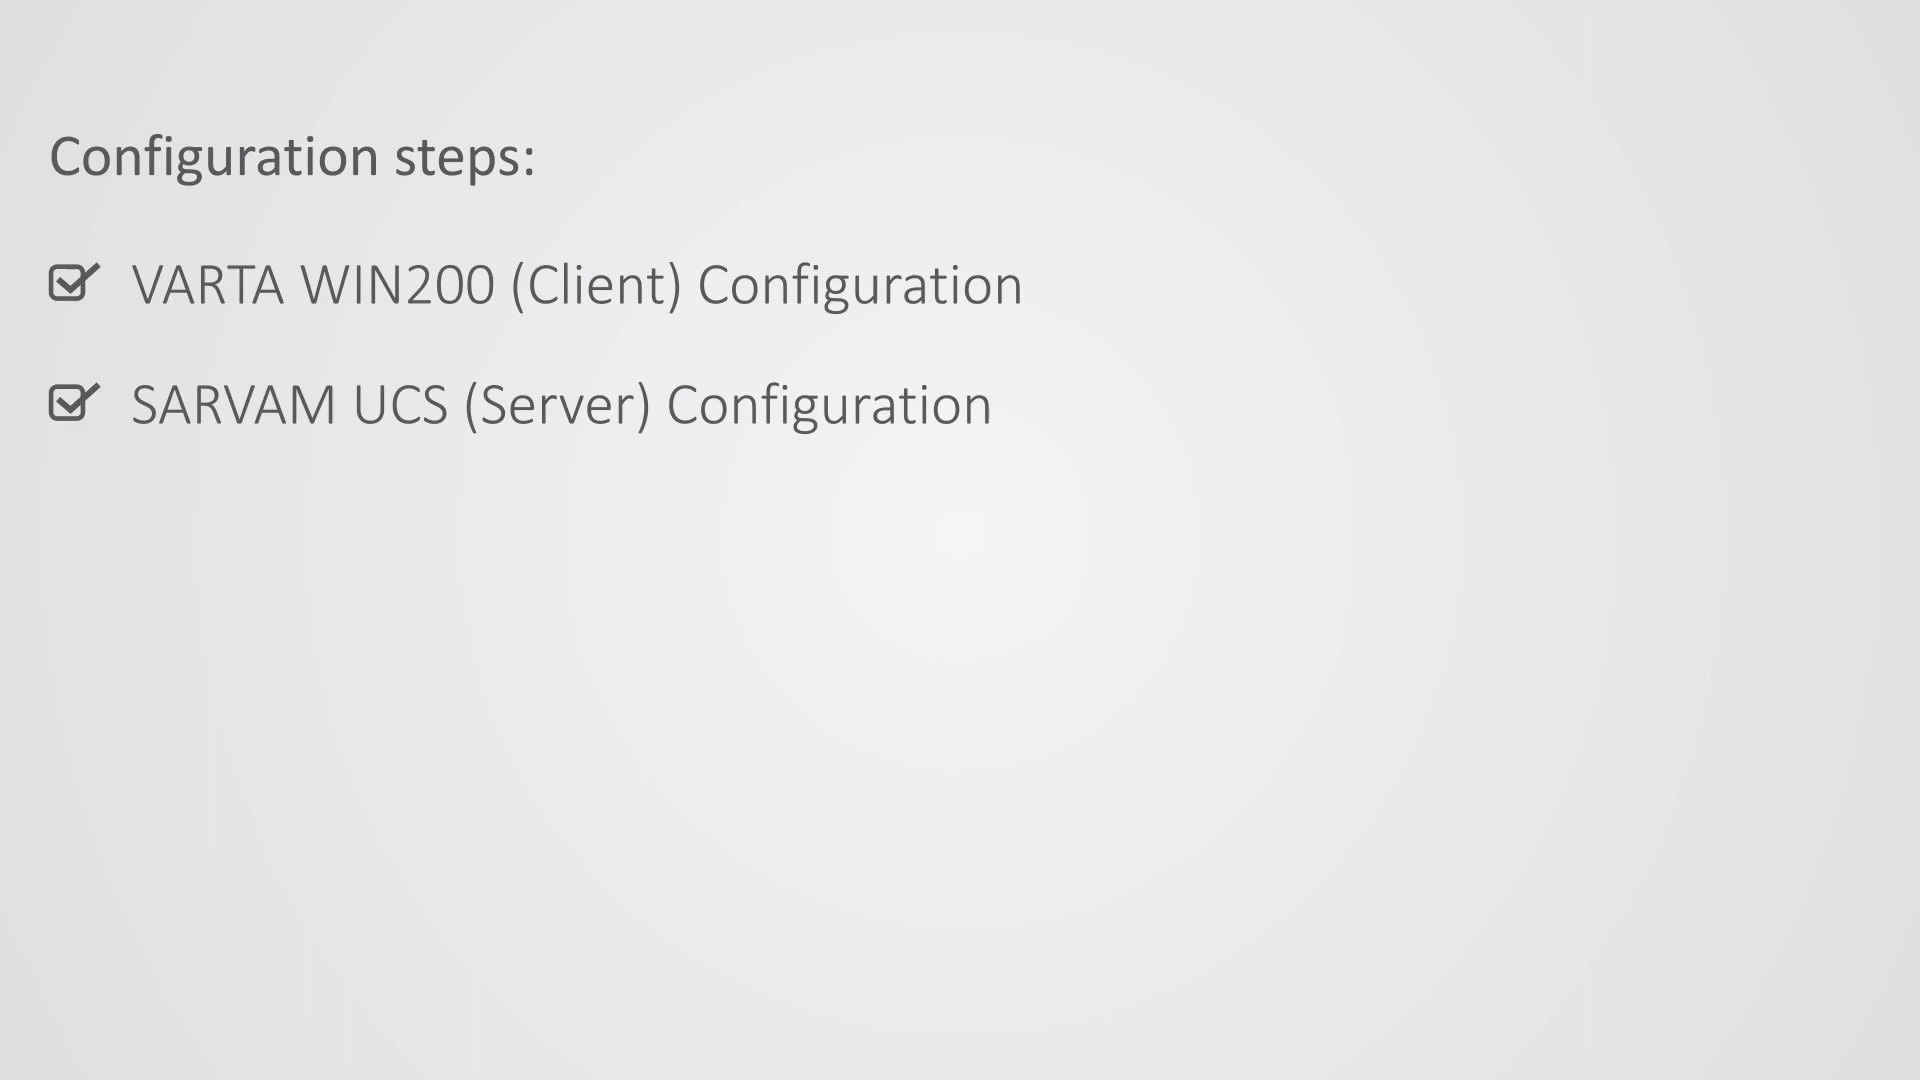 Configuration steps:
VARTA WIN200 (Client) Configuration
SARVAM UCS (Server) Configuration